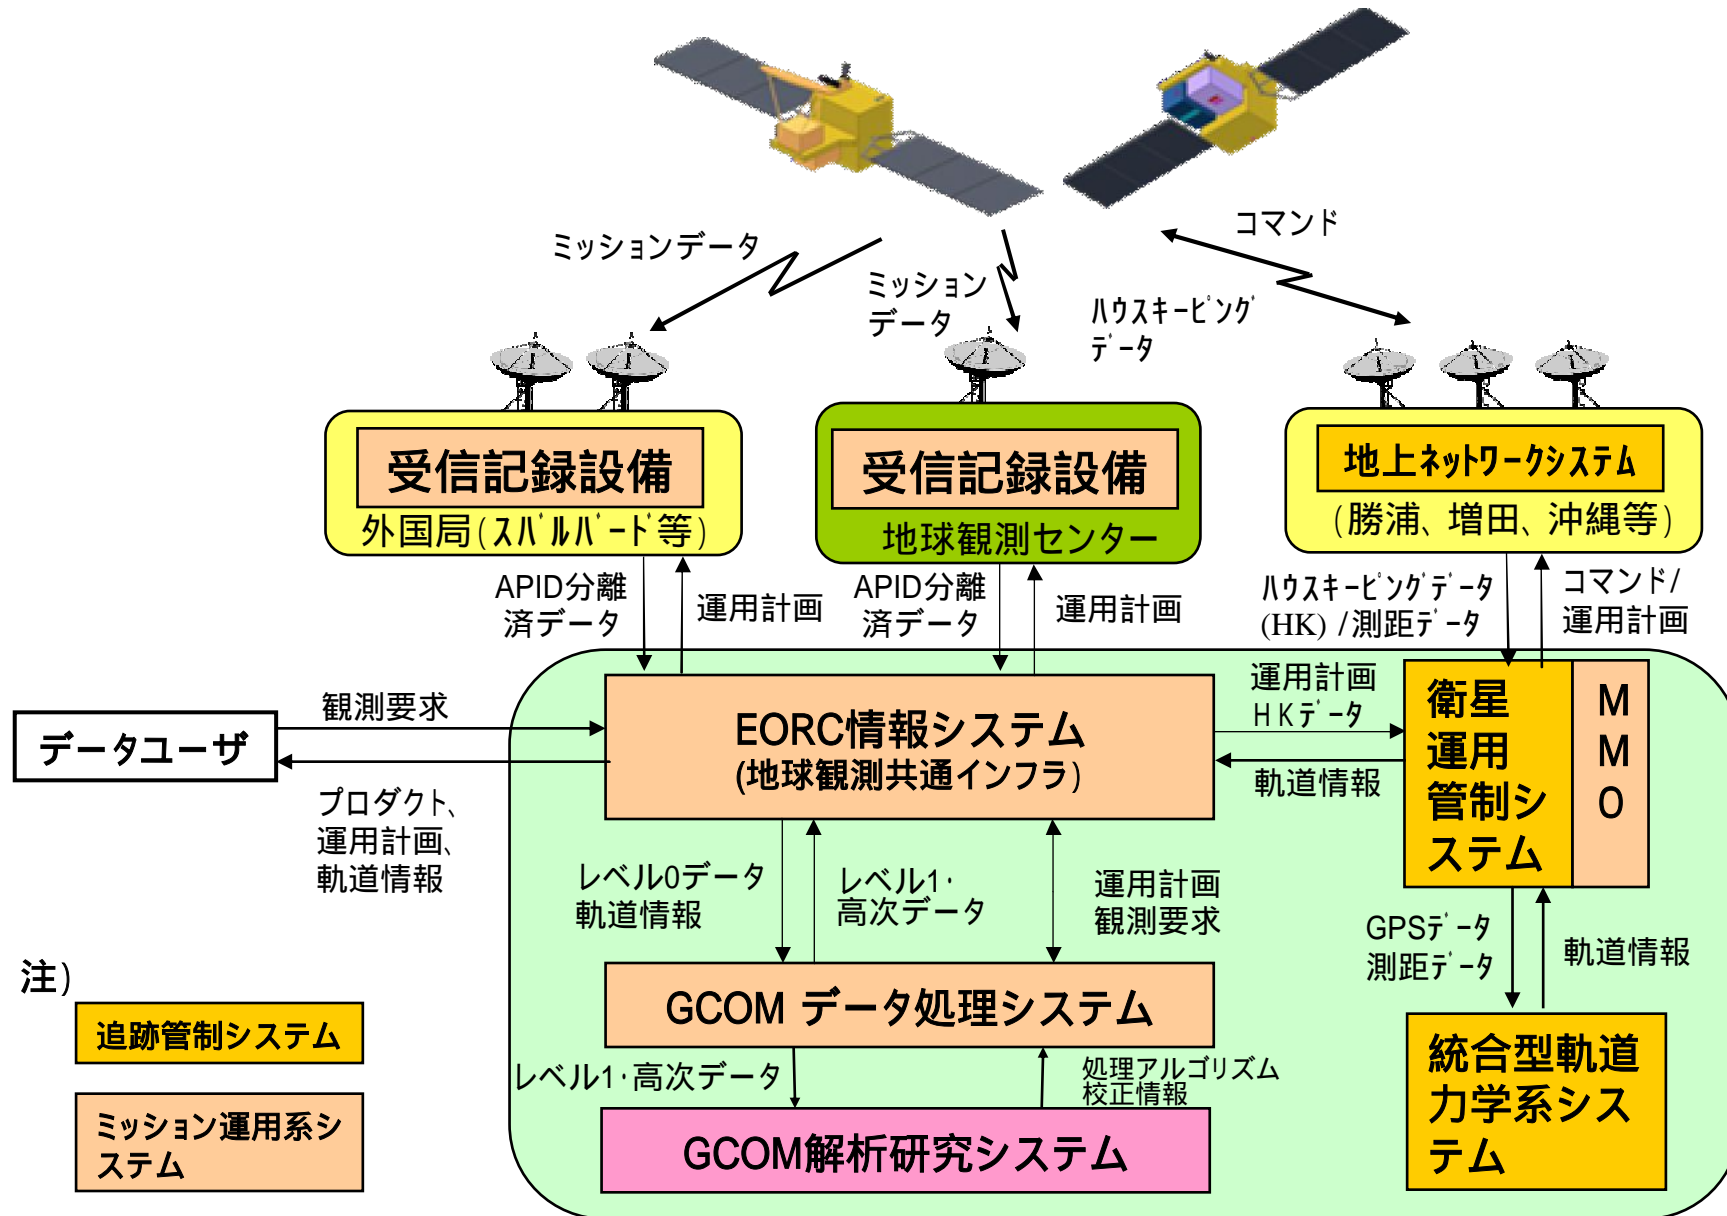 ミッションデータ
ミッション
データ
コマンド
ﾊｳｽｷｰﾋﾟﾝｸﾞ
ﾃﾞｰﾀ
受信記録設備
外国局(ｽﾊﾞﾙﾊﾞｰﾄﾞ等)
受信記録設備
地球観測センター
地上ﾈｯﾄﾜｰｸｼｽﾃﾑ
(勝浦、増田、沖縄等)
APID分離
済データ
運用計画
APID分離
済データ
運用計画
ﾊｳｽｷｰﾋﾟﾝｸﾞﾃﾞｰﾀ
(HK) /測距ﾃﾞｰﾀ
コマンド/
運用計画
データユーザ
観測要求
プロダクト、
運用計画、
軌道情報
EORC情報システム
(地球観測共通インフラ)
運用計画
ＨＫﾃﾞｰﾀ
軌道情報
衛星
運用
管制シ
ステム
M
M
O
レベル0データ
軌道情報
レベル1・
高次データ
運用計画
観測要求
GPSﾃﾞｰﾀ
測距ﾃﾞｰﾀ
軌道情報
GCOM データ処理システム
レベル1・高次データ
処理アルゴリズム
校正情報
GCOM解析研究システム
統合型軌道
力学系シス
テム
注)
追跡管制システム
ミッション運用系シ
ステム